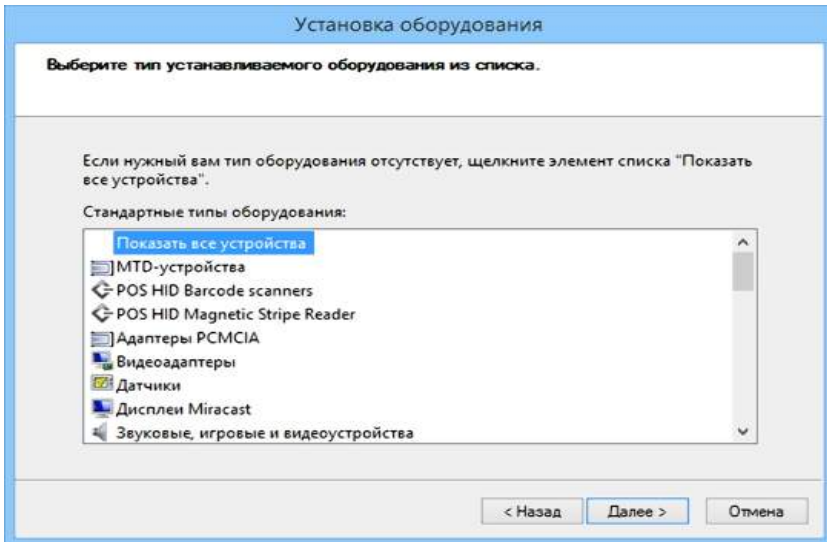 Установка оборудования
Выберите тип устанавливаемого оборудования из списка.
Если нужный вам тип оборудования отсутствует, щелкните элемент списка "Показать
все устройства".
Стандартные типы оборудования:
Показать все устройства
MTD-устройства
POS HID Barcode scanners
POS HID Magnetic Stripe Reader
Адаптеры PCMCIA
Видеоадаптеры
Датчики
Дисплеи Miracast
Звуковые, игровые и видеоустройства
< Назад Далее > Отмена